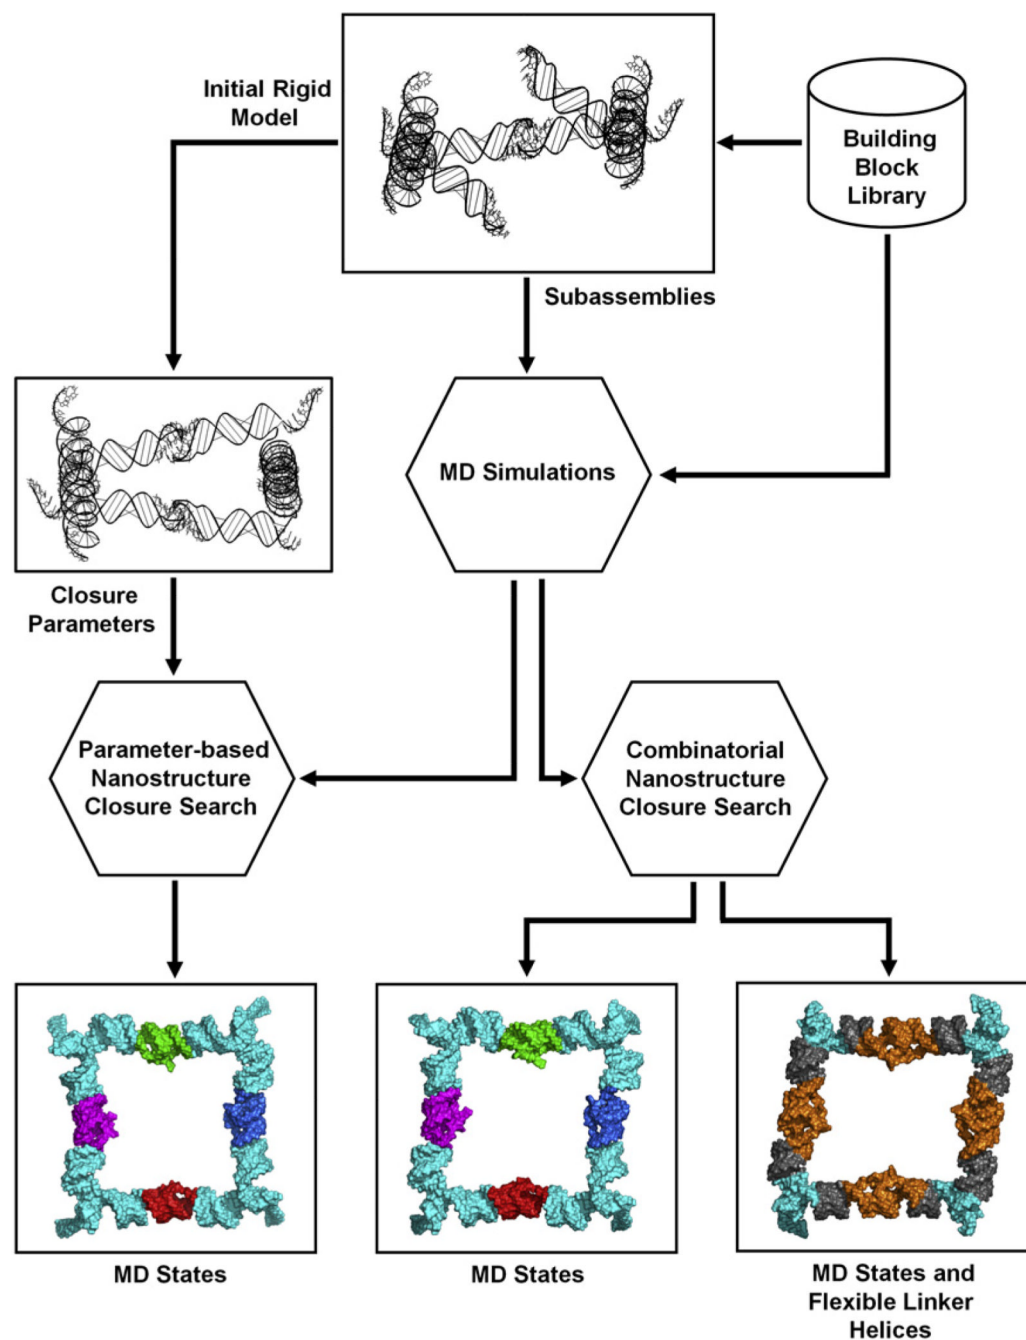 Initial Rigid
Model
Building
Block
Library
Subassemblies
MD Simulations
Closure
Parameters
Parameter-based
Nanostructure
Closure Search
Combinatorial
Nanostructure
Closure Search
MD States
MD States
MD States and
Flexible Linker
Helices